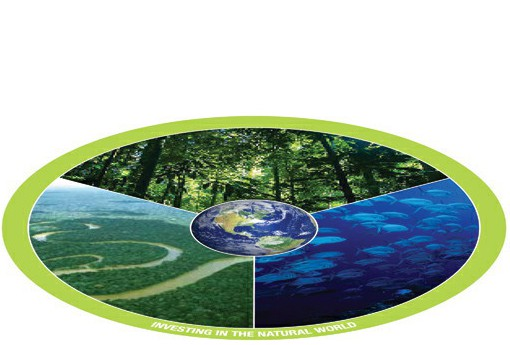 INVESTING IN THE NATURAL WORLD